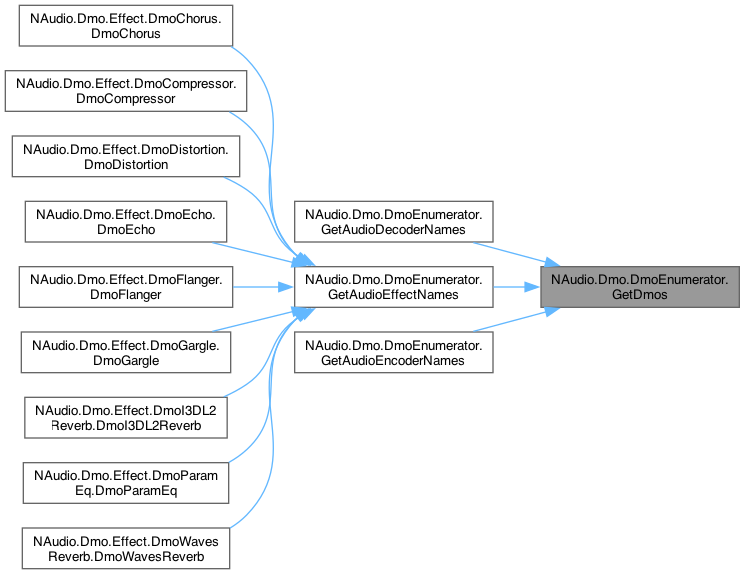 NAudio.Dmo.Effect.DmoChorus.
DmoChorus
NAudio.Dmo.Effect.DmoCompressor.
DmoCompressor
NAudio.Dmo.Effect.DmoDistortion.
DmoDistortion
NAudio.Dmo.Effect.DmoEcho.
DmoEcho
NAudio.Dmo.Effect.DmoFlanger.
DmoFlanger
NAudio.Dmo.Effect.DmoGargle.
DmoGargle
NAudio.Dmo.Effect.DmoI3DL2
Reverb.DmoI3DL2Reverb
NAudio.Dmo.Effect.DmoParam
Eq.DmoParamEq
NAudio.Dmo.Effect.DmoWaves
Reverb.DmoWavesReverb
NAudio.Dmo.DmoEnumerator.
GetAudioDecoderNames
NAudio.Dmo.DmoEnumerator.
GetAudioEffectNames
NAudio.Dmo.DmoEnumerator.
GetAudioEncoderNames
NAudio.Dmo.DmoEnumerator.
GetDmos